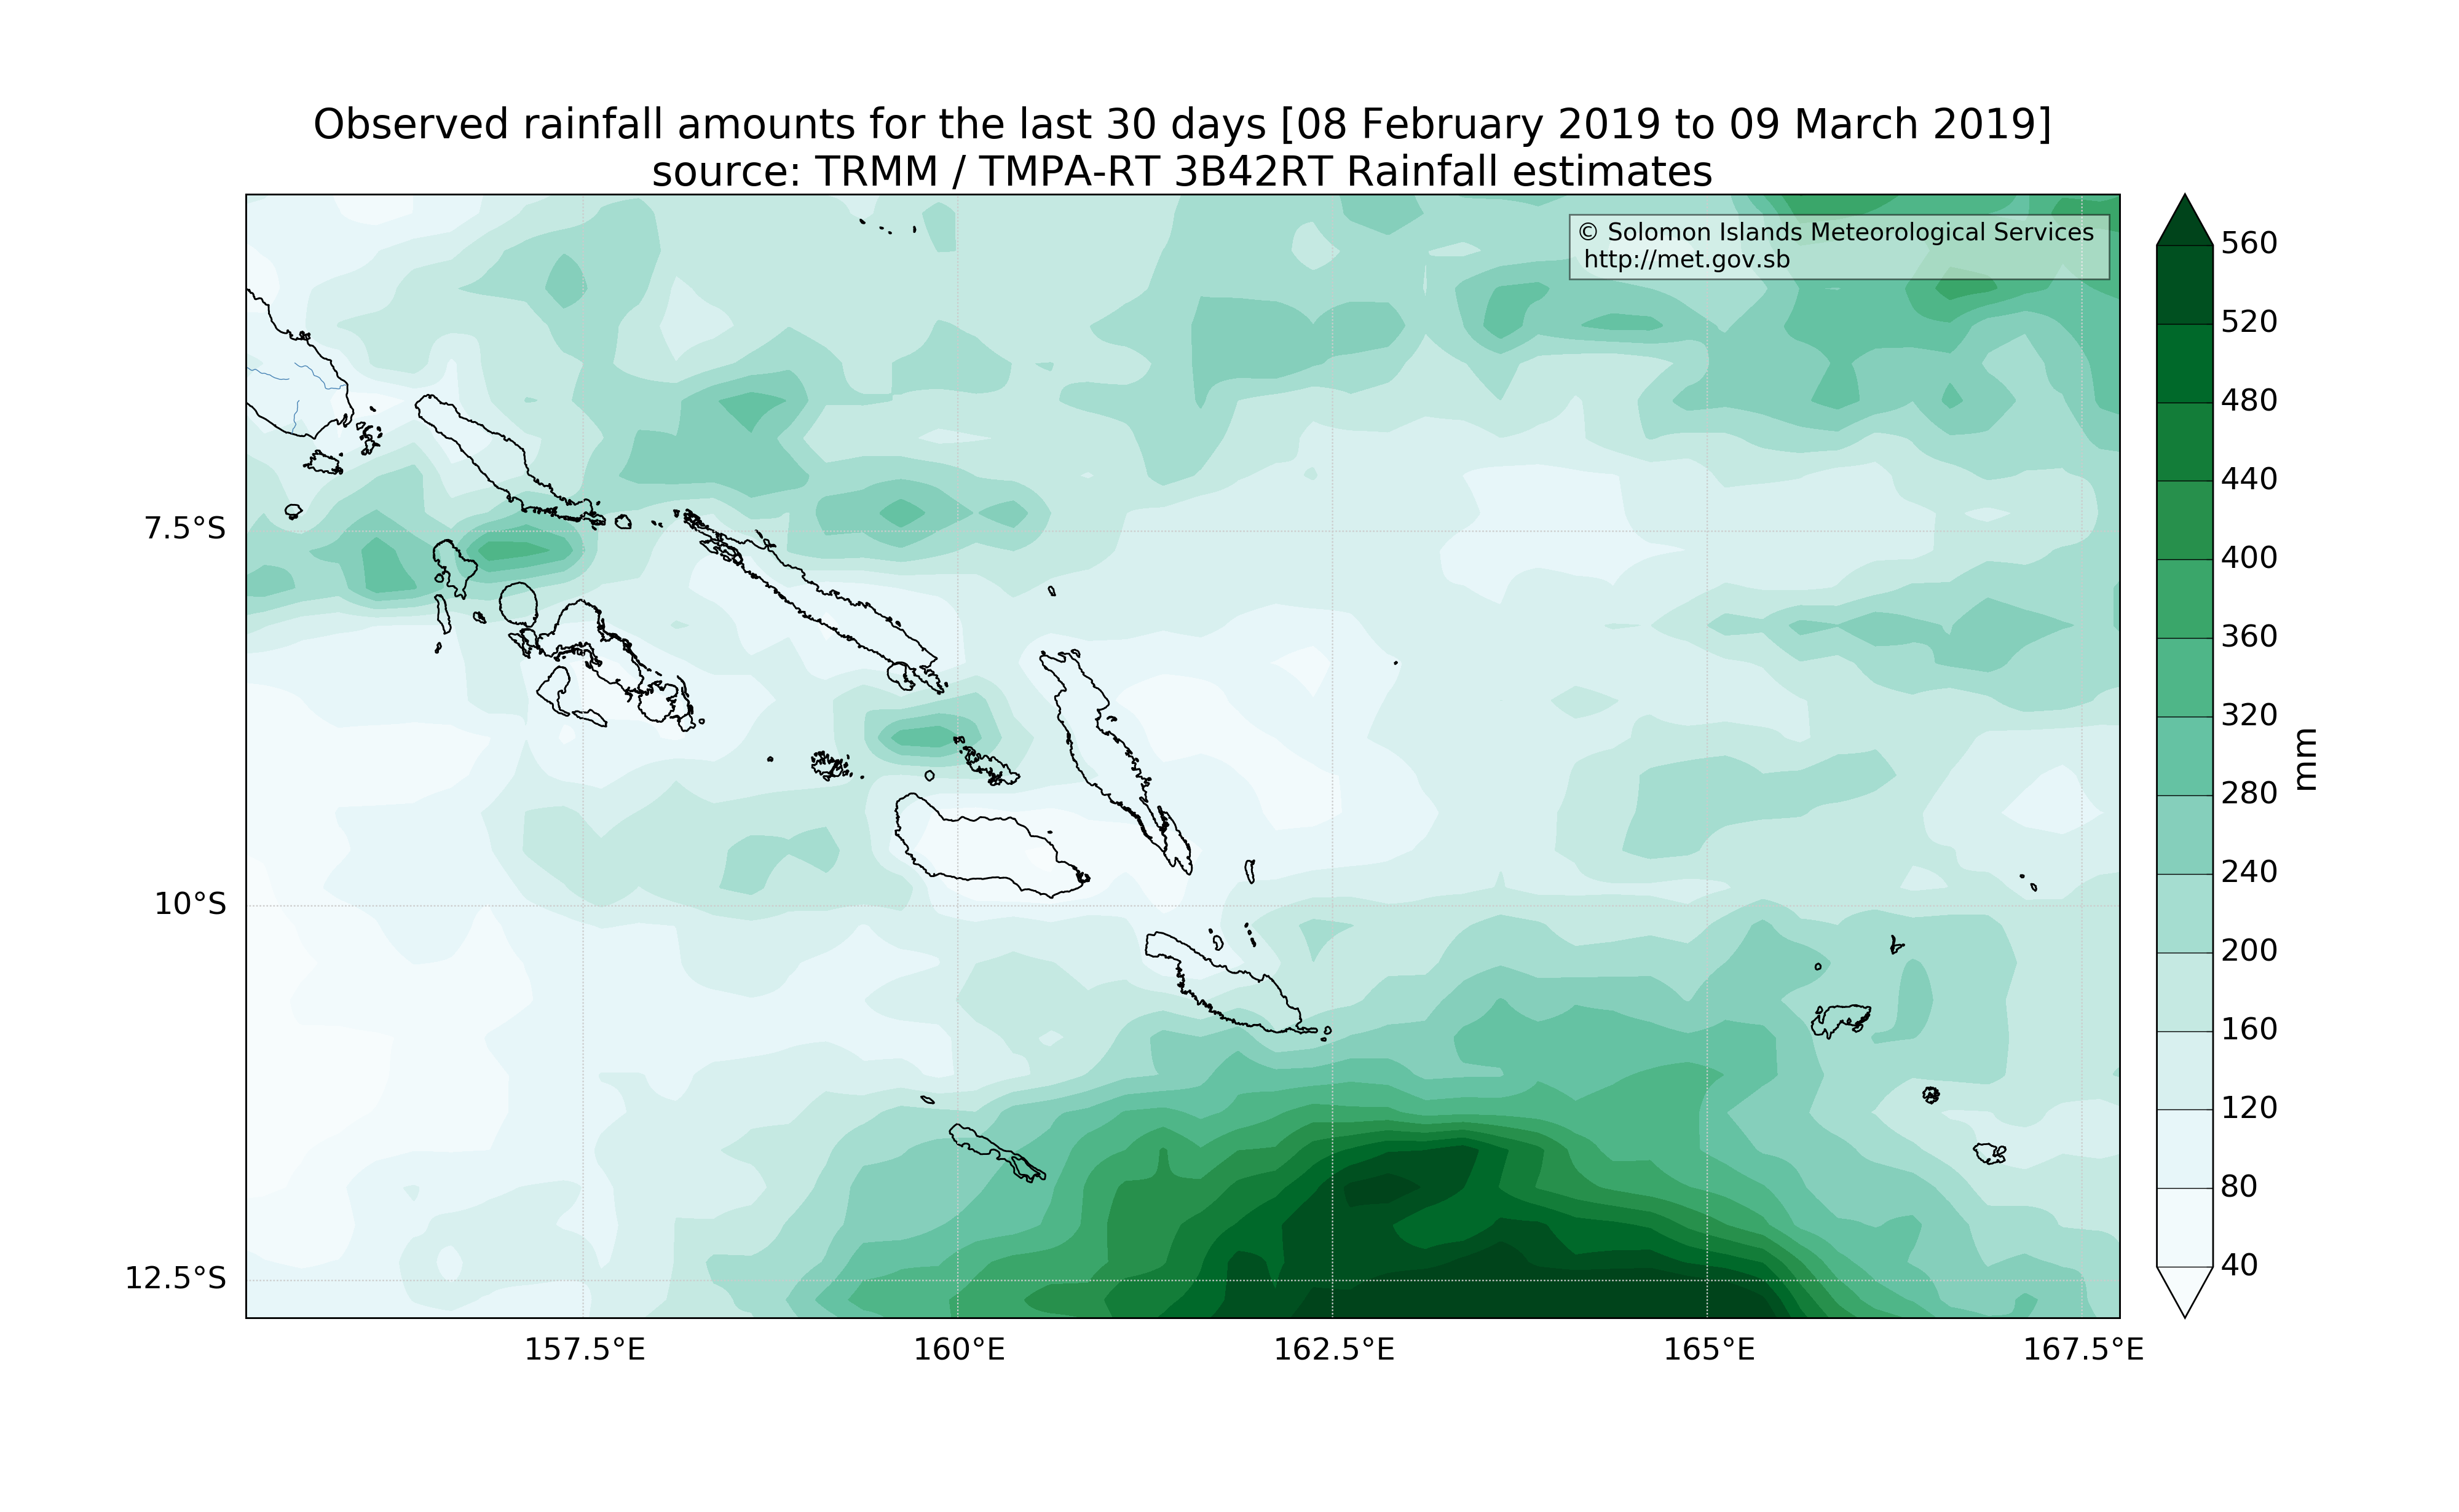 Observed rainfall amounts for the last 30 days [08 February 2019 to 09 March 2019]
source: TRMM / TMPA-RT 3B42RT Rainfall estimates
© Solomon Islands Meteorological Services
http://met.gov.sb
7.5°S
10°S
12.5°S
157.5°E
160°E
162.5°E
165°E
167.5°E
560
520
480
440
400
360
320
280
240
200
160
120
80
40
mm